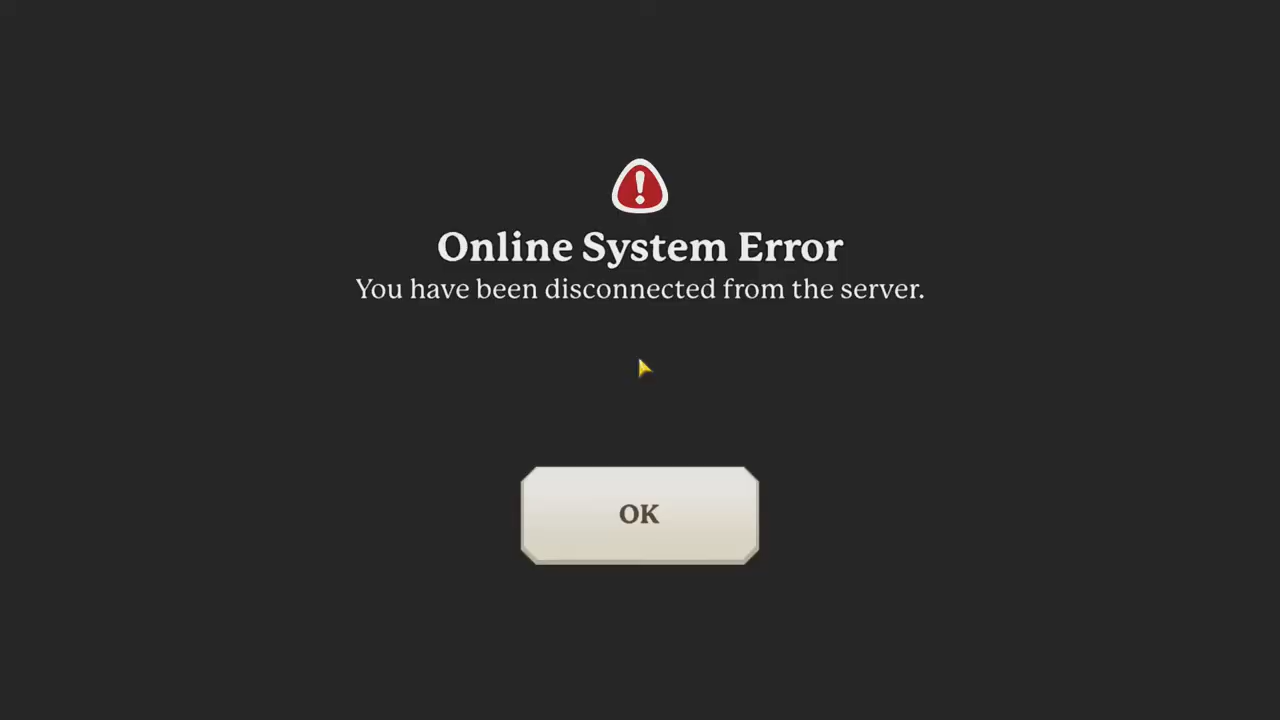 Online System Error
You have been disconnected from the server.
OK